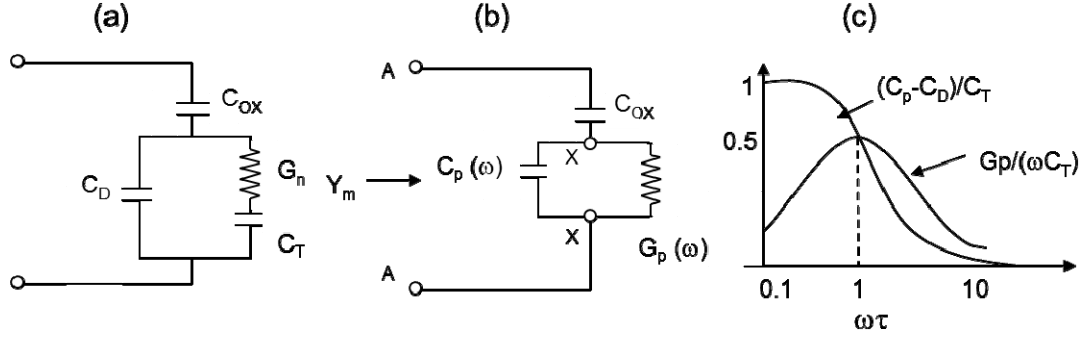 (a)
(b)
(c)
C_OX
C_D
G_n
C_T
A
Y_m
C_OX
X
C_p (ω)
X
G_p (ω)
A
1
0.5
(C_p-C_D)/C_T
Gp/(ωC_T)
0.1
1
10
ωτ